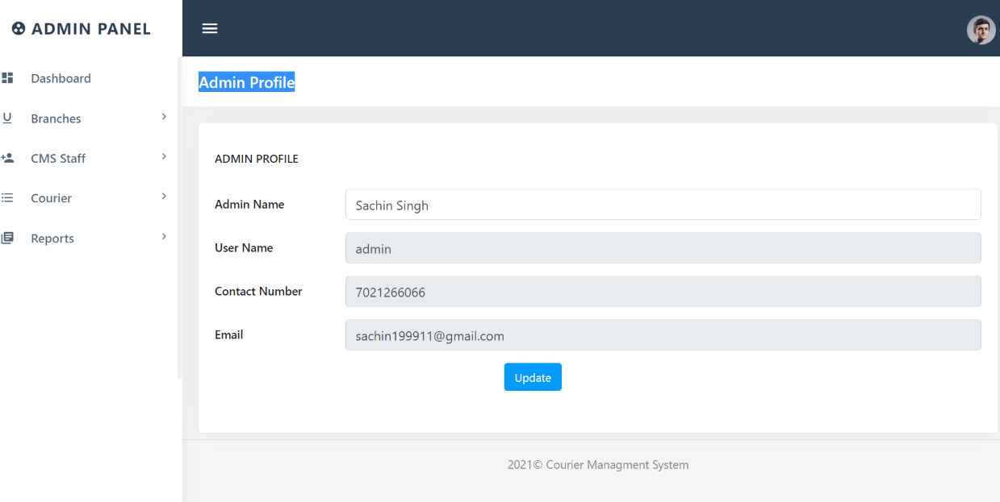 ADMIN PANEL
Dashboard
Branches
CMS Staff
Courier
Reports
Admin Profile
ADMIN PROFILE
Admin Name Sachin Singh
User Name admin
Contact Number 7021266066
Email sachin199911@gmail.com
Update
2021© Courier Managment System